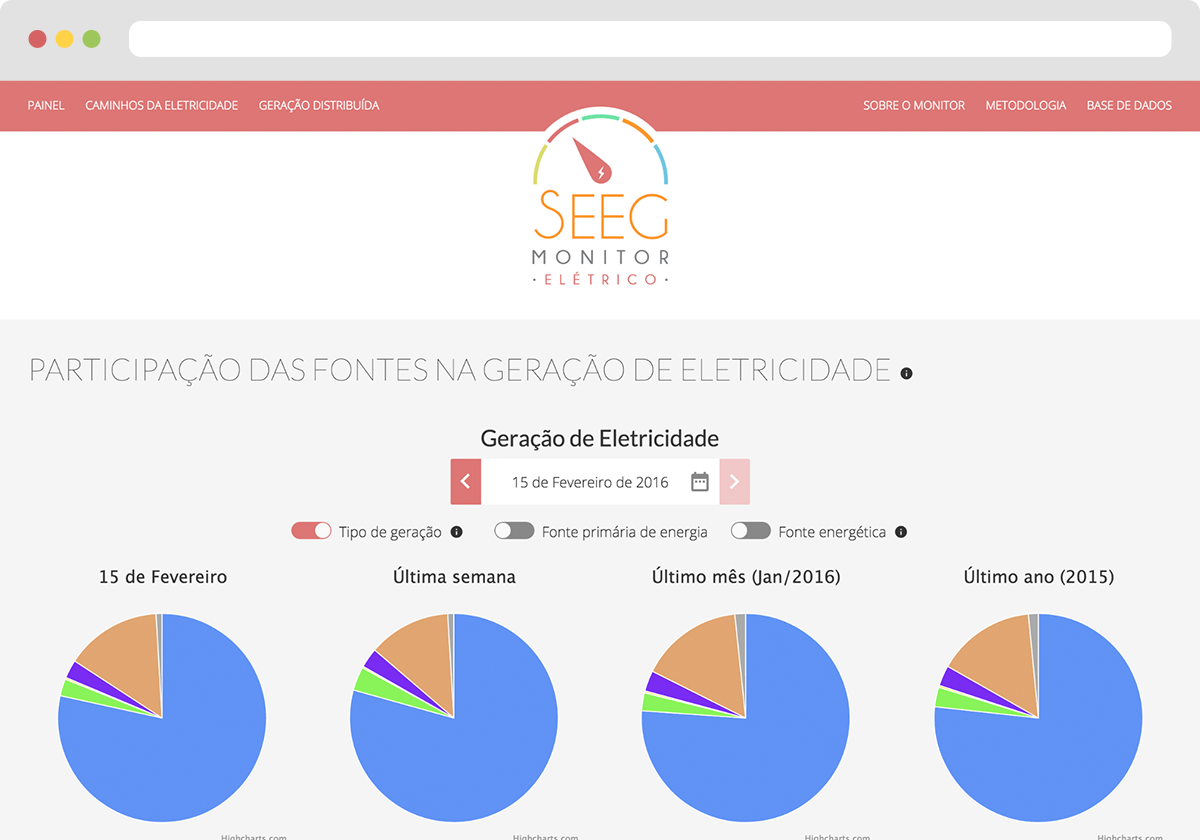 PAINEL CAMINHOS DA ELETRICIDADE GERAÇÃO DISTRIBUÍDA SOBRE O MONITOR METODOLOGIA BASE DE DADOS
SEEG
MONITOR
· ELÉTRICO ·
PARTICIPAÇÃO DAS FONTES NA GERAÇÃO DE ELETRICIDADE
Geração de Eletricidade
15 de Fevereiro de 2016
Tipo de geração Fonte primária de energia Fonte energética
15 de Fevereiro Última semana Último mês (Jan/2016) Último ano (2015)
Highcharts.com Highcharts.com Highcharts.com Highcharts.com